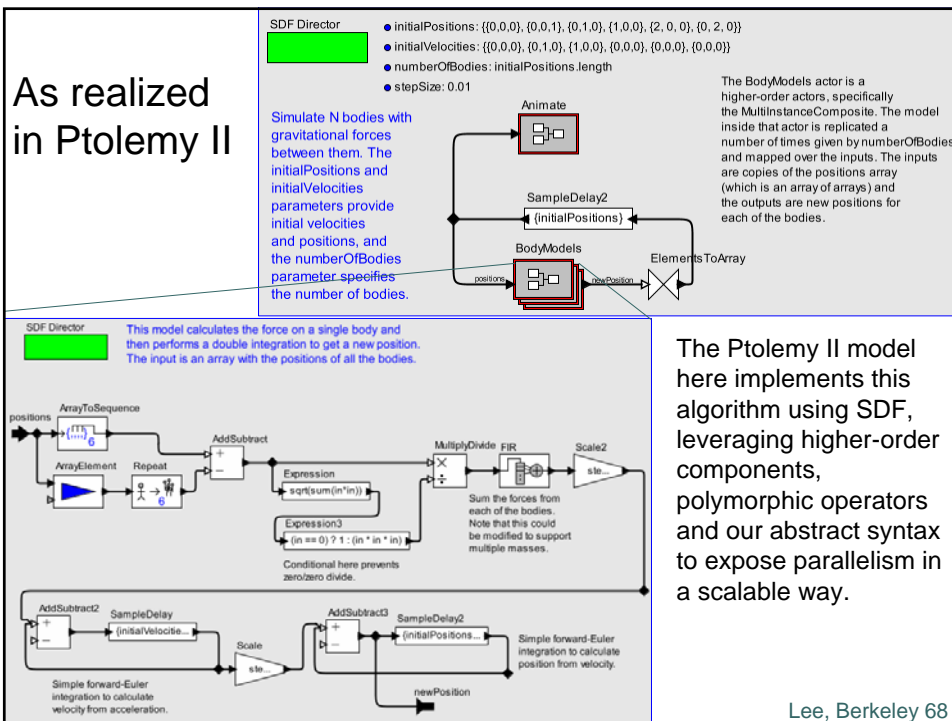 As realized
in Ptolemy II
SDF Director
initialPositions: {{0,0,0}, {0,0,1}, {0,1,0}, {1,0,0}, {2, 0, 0}, {0, 2, 0}}
initialVelocities: {{0,0,0}, {0,1,0}, {1,0,0}, {0,0,0}, {0,0,0}, {0,0,0}}
numberOfBodies: initialPositions.length
stepSize: 0.01
Simulate N bodies with
gravitational forces
between them. The
initialPositions and
initialVelocities
parameters provide
initial velocities
and positions, and
the numberOfBodies
parameter specifies
the number of bodies.
Animate
SampleDelay2
{initialPositions}
BodyModels
positions
newPosition
ElementsToArray
The BodyModels actor is a
higher-order actors, specifically
the MultiInstanceComposite. The model
inside that actor is replicated a
number of times given by numberOfBodies
and mapped over the inputs. The inputs
are copies of the positions array
(which is an array of arrays) and
the outputs are new positions for
each of the bodies.
SDF Director
This model calculates the force on a single body and
then performs a double integration to get a new position.
The input is an array with the positions of all the bodies.
positions
ArrayToSequence
{,,,,} 6
ArrayElement
Repeat
6
AddSubtract
+
−
Expression
sqrt(sum(in*in))
Expression3
(in == 0) ? 1 : (in * in * in)
Conditional here prevents
zero/zero divide.
MultiplyDivide
×
÷
FIR
Sum the forces from
each of the bodies.
Note that this could
be modified to support
multiple masses.
Scale2
ste...
AddSubtract2
+
−
SampleDelay
{initialVelocitie...
Simple forward-Euler
integration to calculate
velocity from acceleration.
Scale
ste...
AddSubtract3
+
−
SampleDelay2
{initialPositions...
Simple forward-Euler
integration to calculate
position from velocity.
newPosition
The Ptolemy II model
here implements this
algorithm using SDF,
leveraging higher-order
components,
polymorphic operators
and our abstract syntax
to expose parallelism in
a scalable way.
Lee, Berkeley 68